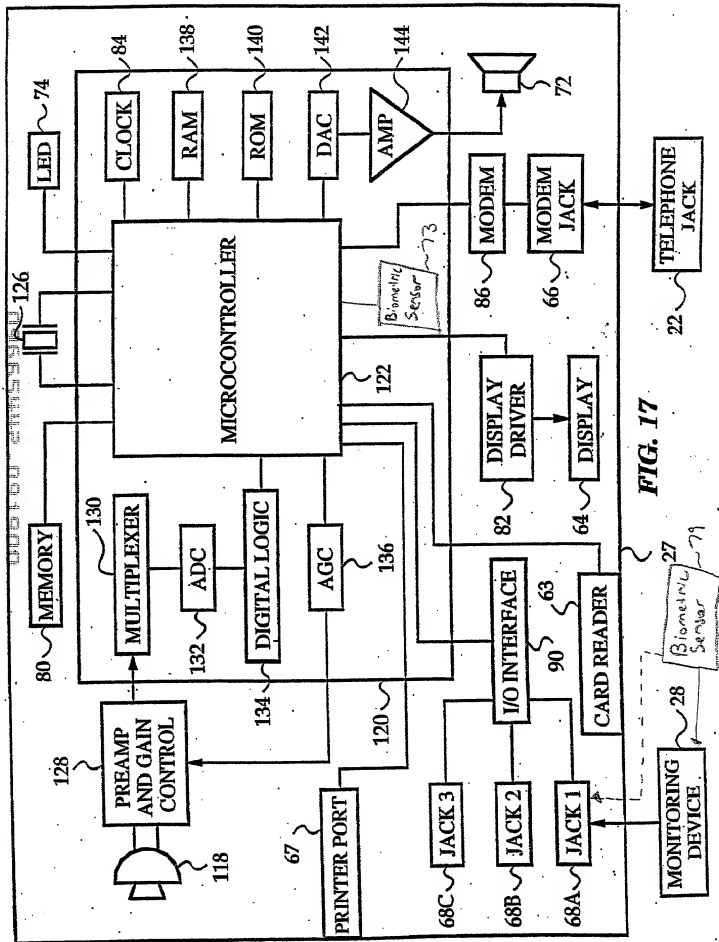 126
74
LED
84
CLOCK
138
RAM
140
ROM
142
DAC
144
AMP
72
80
MEMORY
130
MULTIPLEXER
132
ADC
134
DIGITAL LOGIC
136
AGC
MICROCONTROLLER
122
Biometric
Sensor
73
128
PREAMP
AND GAIN
CONTROL
118
120
67
PRINTER PORT
86
MODEM
66
MODEM
JACK
22
TELEPHONE
JACK
82
DISPLAY
DRIVER
64
DISPLAY
90
I/O INTERFACE
63
CARD READER
68C
JACK 3
68B
JACK 2
68A
JACK 1
27
28
MONITORING
DEVICE
Biometric
Sensor
79
FIG. 17